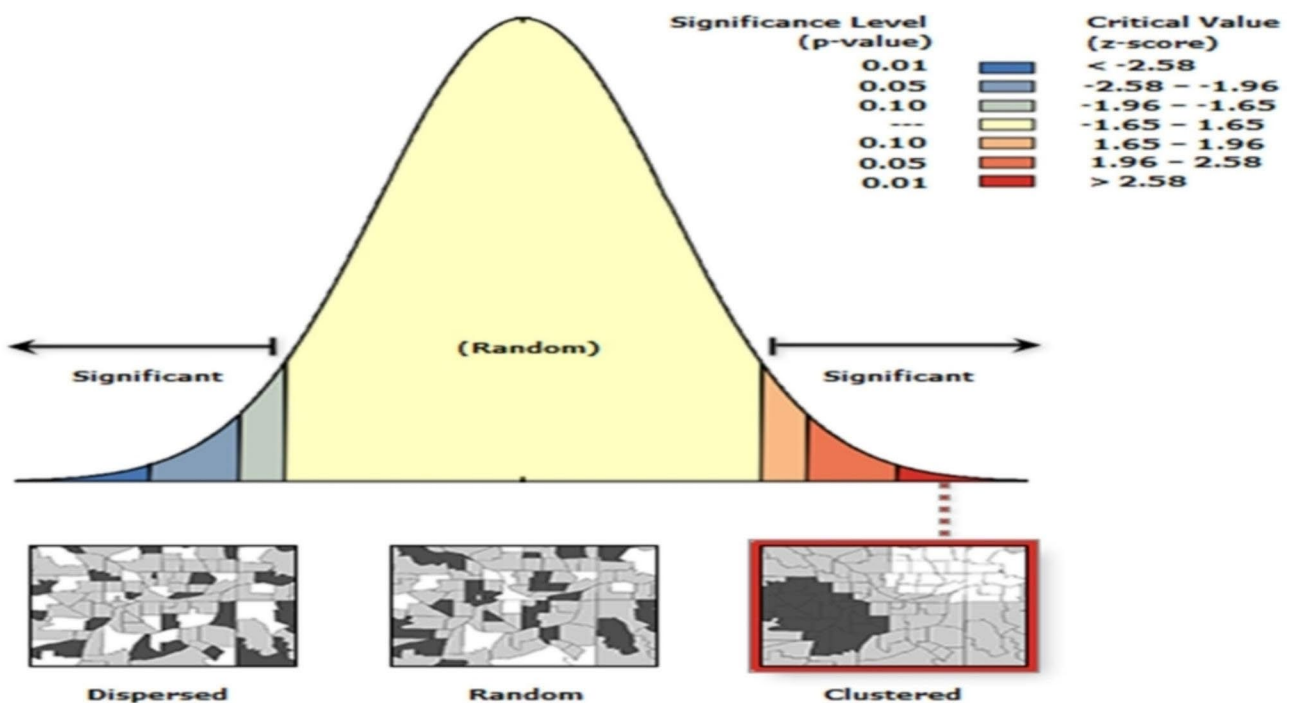 Significance Level Critical Value
(p-value) (z-score)
0.01 < -2.58
0.05 -2.58 – -1.96
0.10 -1.96 – -1.65
--- -1.65 – 1.65
0.10 1.65 – 1.96
0.05 1.96 – 2.58
0.01 > 2.58
(Random)
Significant Significant
Dispersed Random Clustered